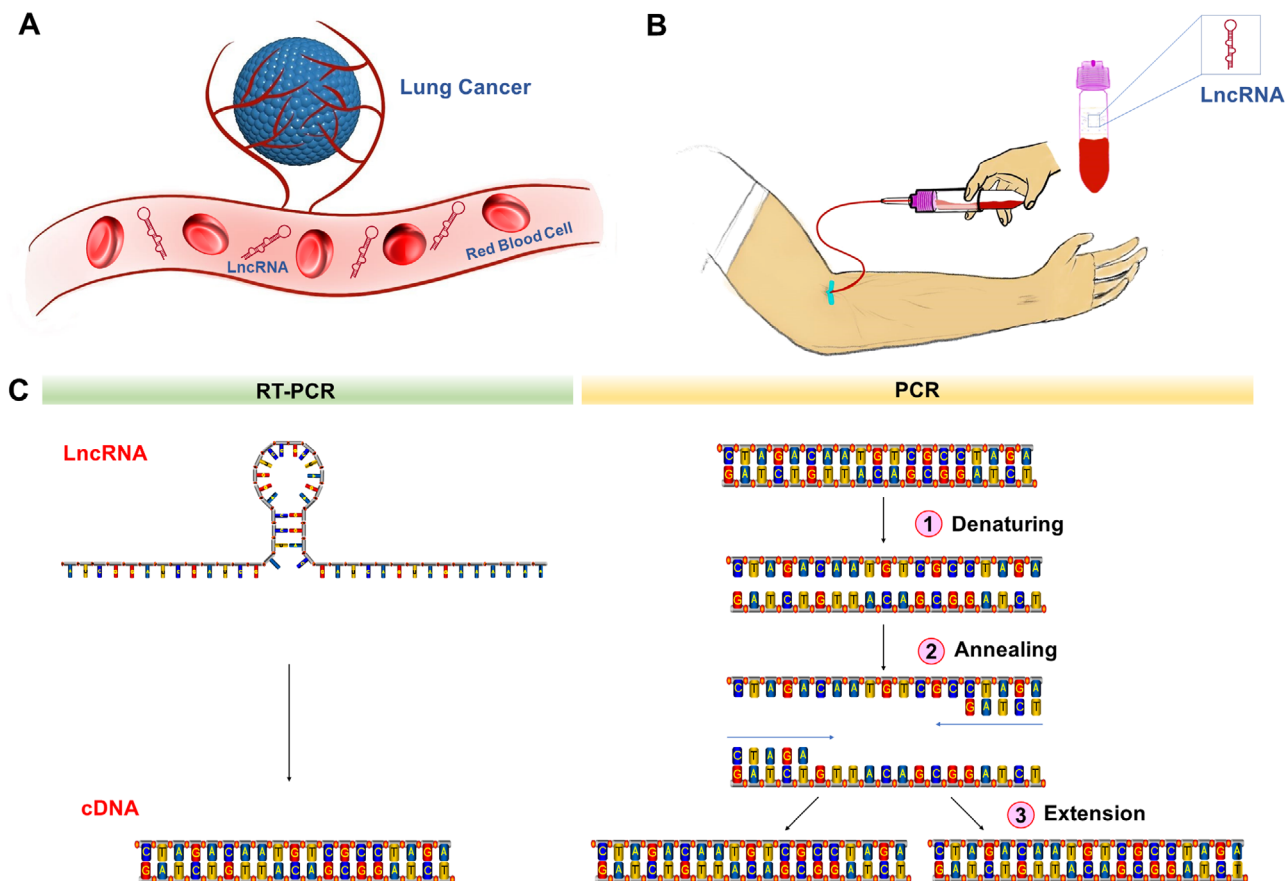 A
Lung Cancer
LncRNA
Red Blood Cell
B
LncRNA
C
RT-PCR
PCR
LncRNA
cDNA
C T A G A C A A T G T C G C C T A G A
G A T C T G T T A C A G C G G A T C T
C T A G A C A A T G T C G C C T A G A
G A T C T G T T A C A G C G G A T C T
1 Denaturing
C T A G A C A A T G T C G C C T A G A
G A T C T G T T A C A G C G G A T C T
2 Annealing
C T A G A C A A T G T C G C C T A G A
G A T C T
C T A G A
G A T C T G T T A C A G C G G A T C T
3 Extension
C T A G A C A A T G T C G C C T A G A
G A T C T G T T A C A G C G G A T C T
C T A G A C A A T G T C G C C T A G A
G A T C T G T T A C A G C G G A T C T